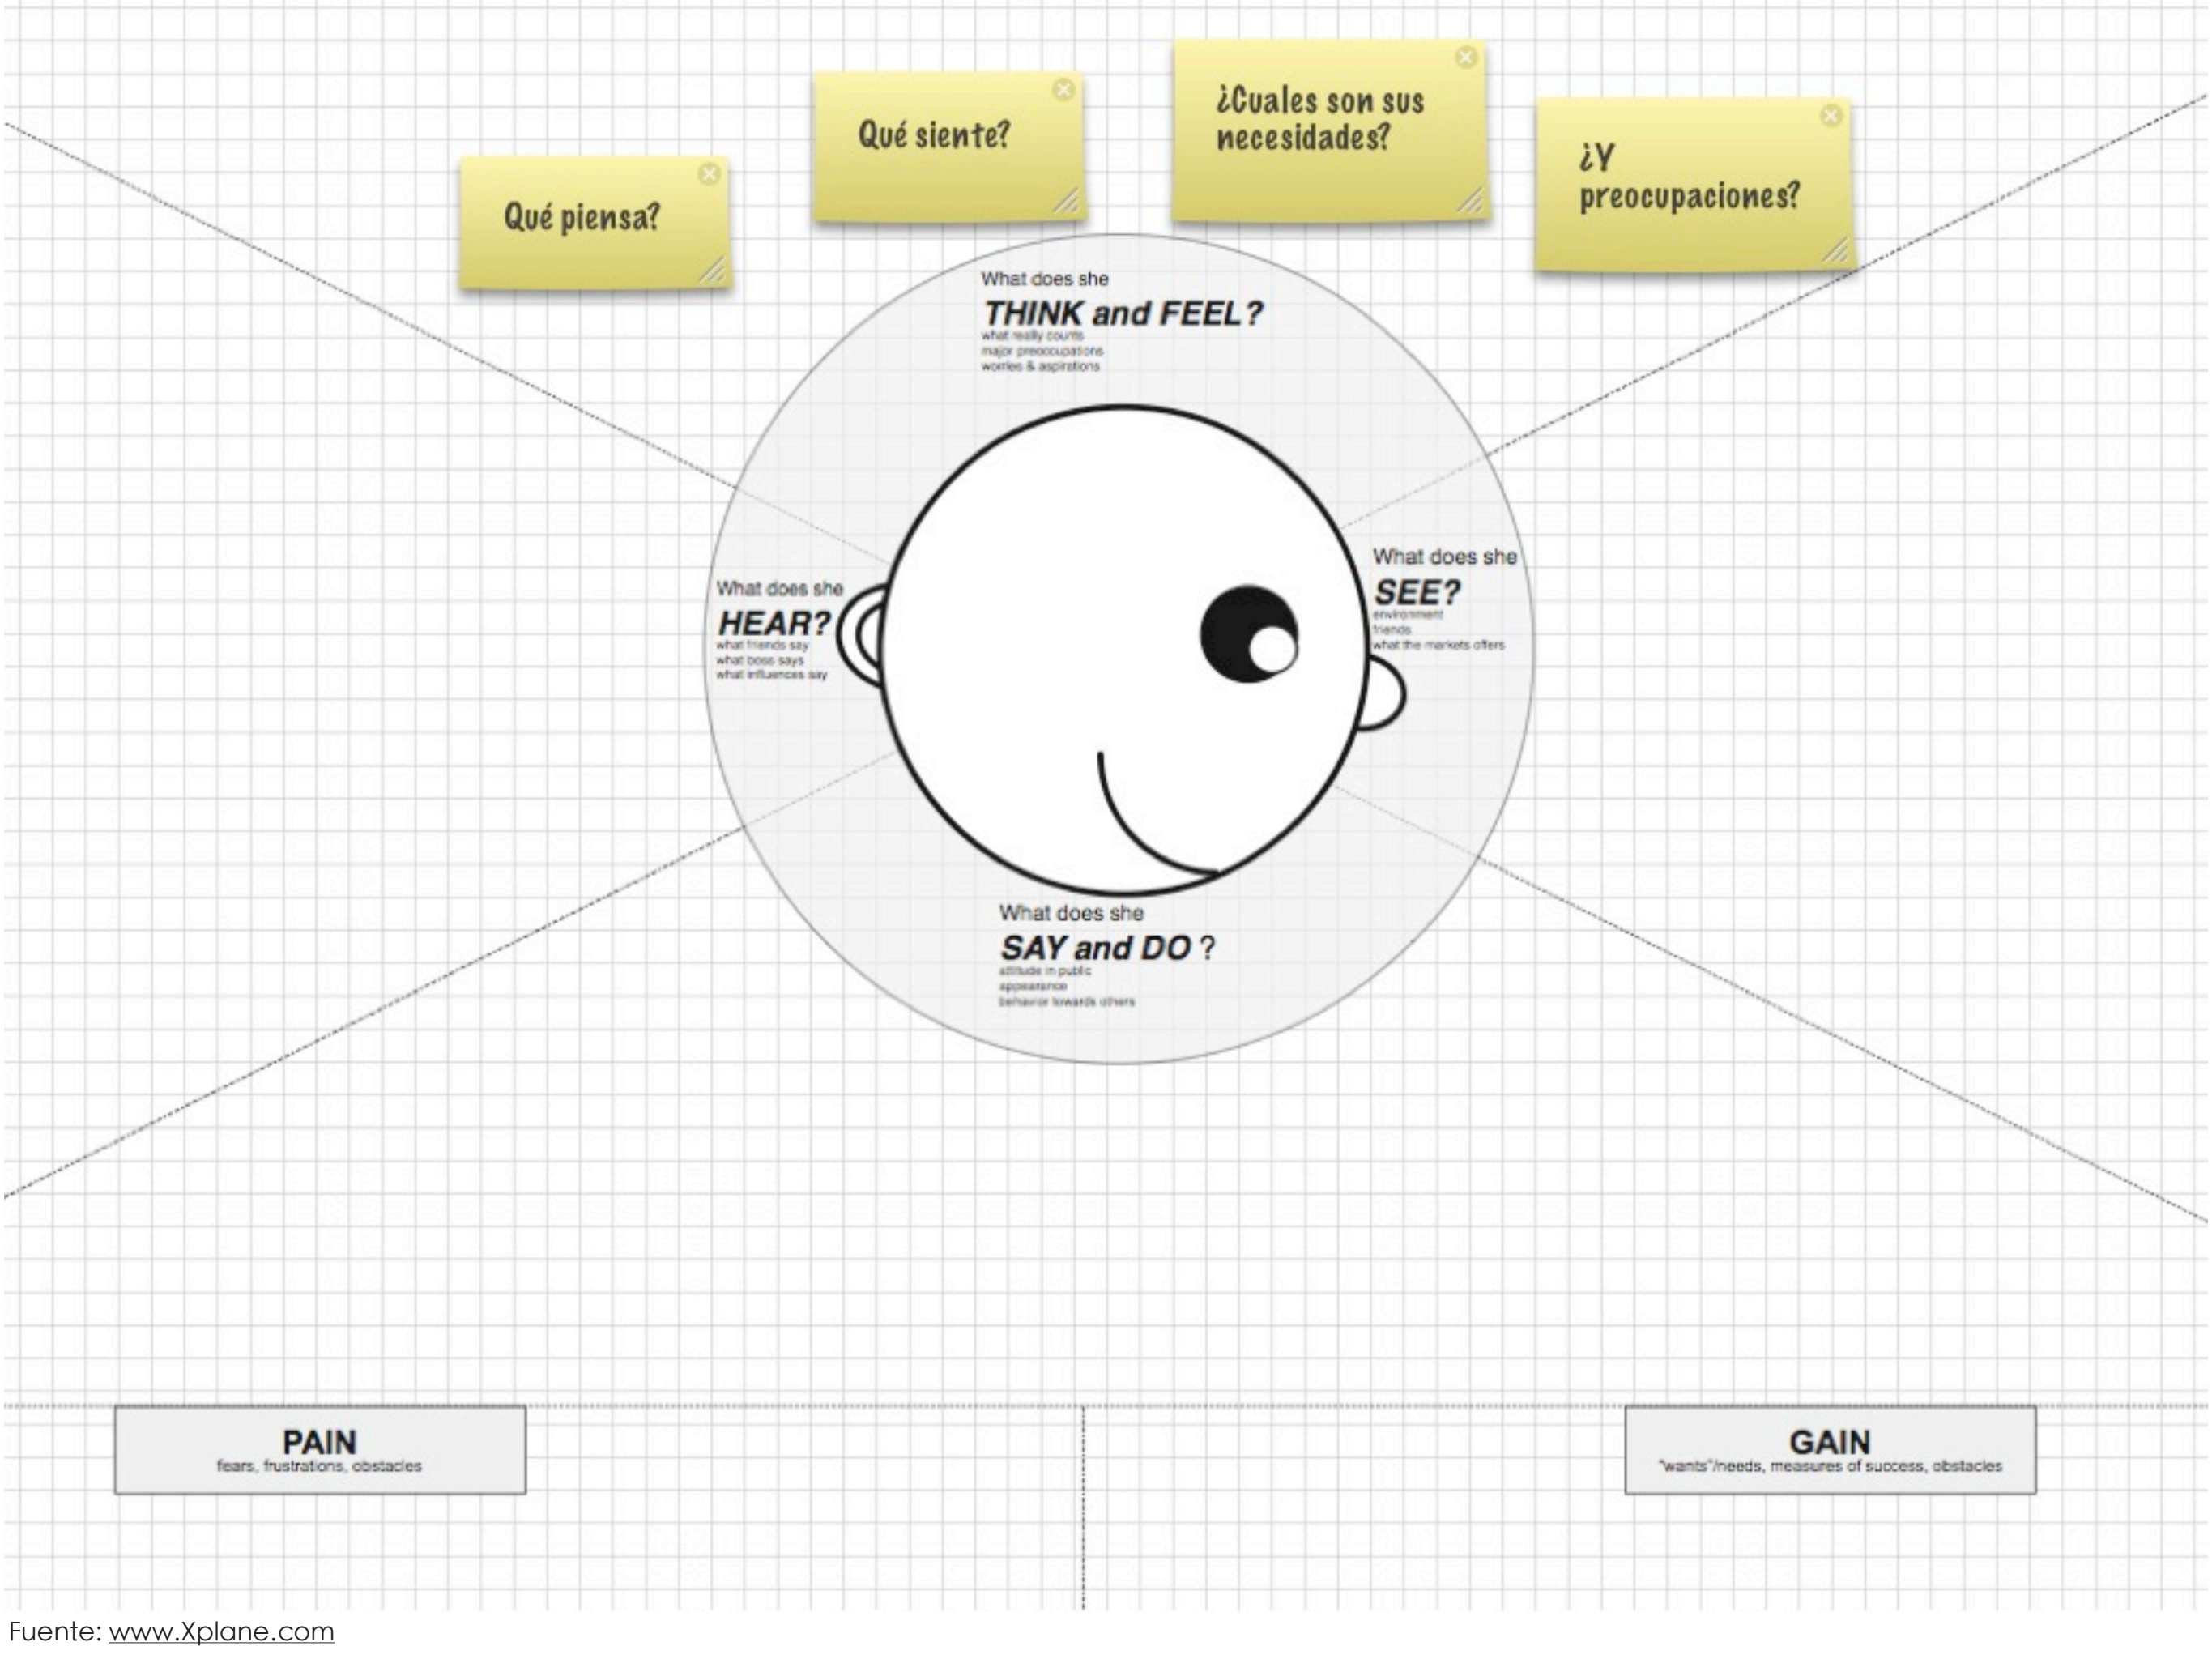 Qué piensa?
Qué siente?
¿Cuales son sus
necesidades?
¿Y
preocupaciones?
What does she
THINK and FEEL?
what really counts
major preoccupations
worries & aspirations
What does she
HEAR?
what friends say
what boss says
what influences say
What does she
SEE?
environment
friends
what the markets offers
What does she
SAY and DO ?
attitude in public
appearance
behavior towards others
PAIN
fears, frustrations, obstacles
GAIN
"wants"/needs, measures of success, obstacles
Fuente: www.Xplane.com